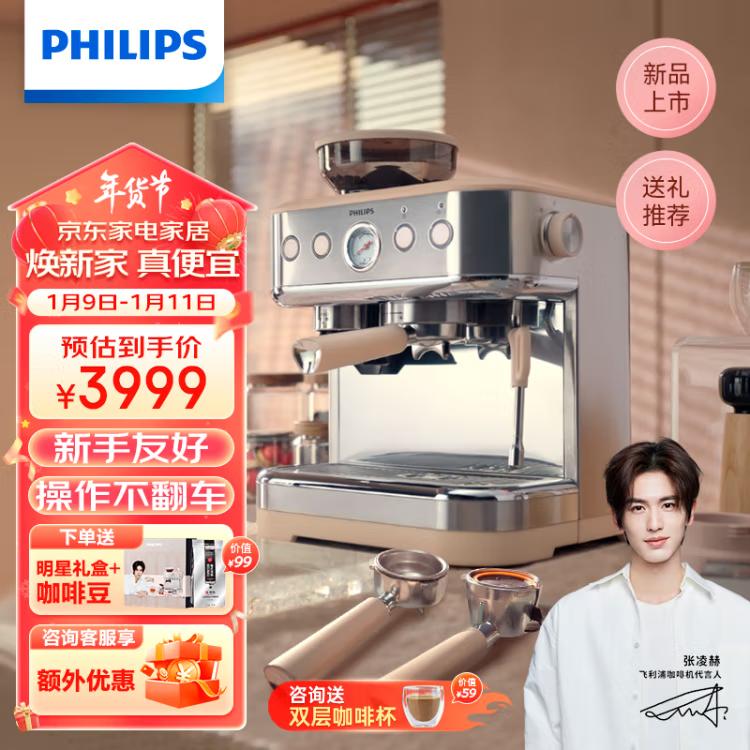 PHILIPS
新品
上市
送礼
推荐
PHILIPS
年货节
京东家电家居
焕新家 真便宜
1月9日-1月11日
预估到手价
¥3999
新手友好
操作不翻车
下单送
明星礼盒+
咖啡豆
PHILIPS
价值
¥99
咨询客服享
额外优惠
咨询送
双层咖啡杯
价值
¥59
张凌赫
飞利浦咖啡机代言人